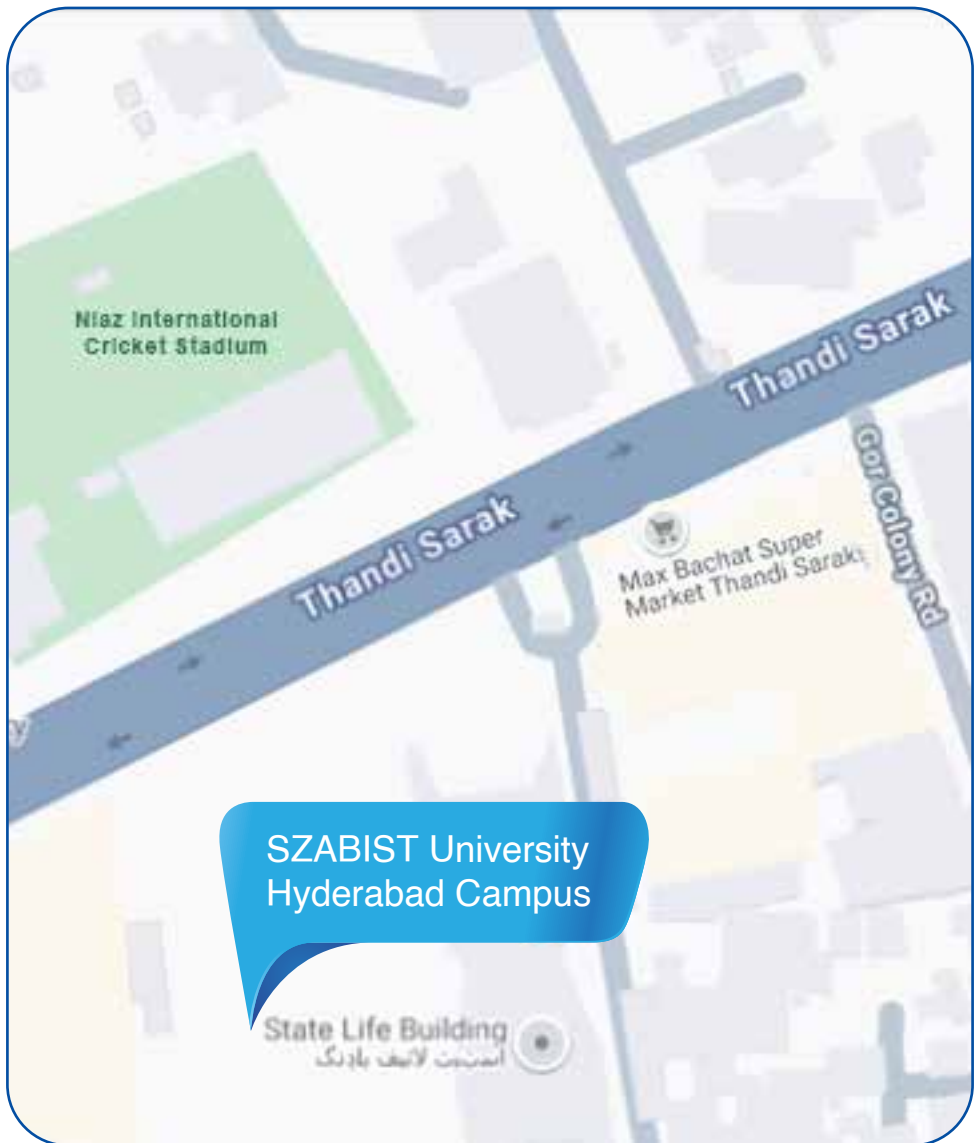 Niaz International
Cricket Stadium
Thandi Sarak
Thandi Sarak
Gor Colony Rd
Max Bachat Super
Market Thandi Sarak
SZABIST University
Hyderabad Campus
State Life Building
اسٹیٹ لائیف بلڈنگ